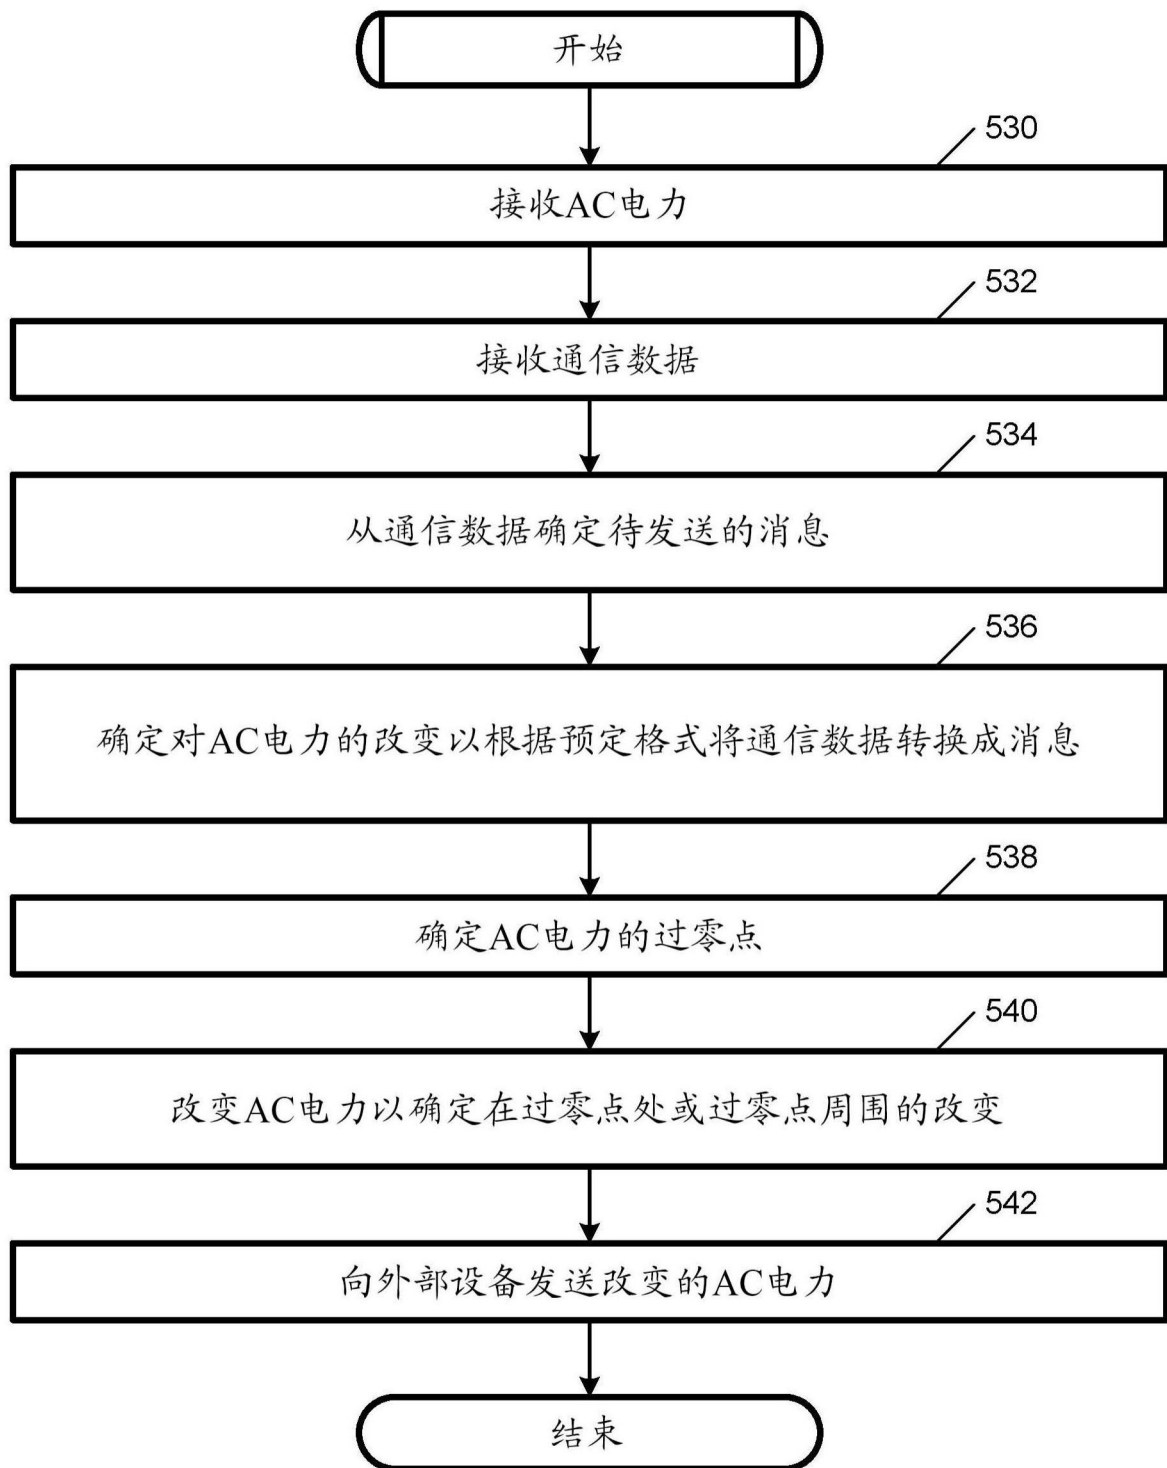 开始
530
接收AC电力
532
接收通信数据
534
从通信数据确定待发送的消息
536
确定对AC电力的改变以根据预定格式将通信数据转换成消息
538
确定AC电力的过零点
540
改变AC电力以确定在过零点处或过零点周围的改变
542
向外部设备发送改变的AC电力
结束